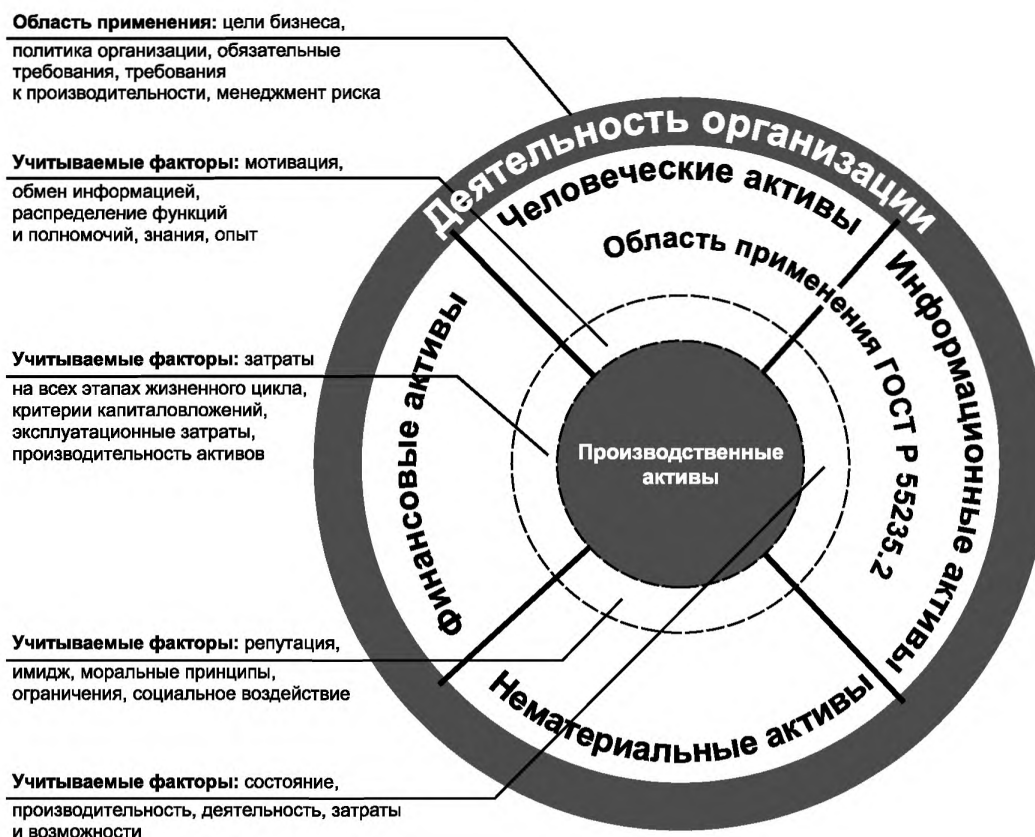 Область применения: цели бизнеса,
политика организации, обязательные
требования, требования
к производительности, менеджмент риска
Учитываемые факторы: мотивация,
обмен информацией,
распределение функций
и полномочий, знания, опыт
Учитываемые факторы: затраты
на всех этапах жизненного цикла,
критерии капиталовложений,
эксплуатационные затраты,
производительность активов
Учитываемые факторы: репутация,
имидж, моральные принципы,
ограничения, социальное воздействие
Учитываемые факторы: состояние,
производительность, деятельность, затраты
и возможности
Деятельность организации
Человеческие активы
Область применения ГОСТ Р 55235.2
Информационные активы
Финансовые активы
Производственные
активы
Нематериальные активы